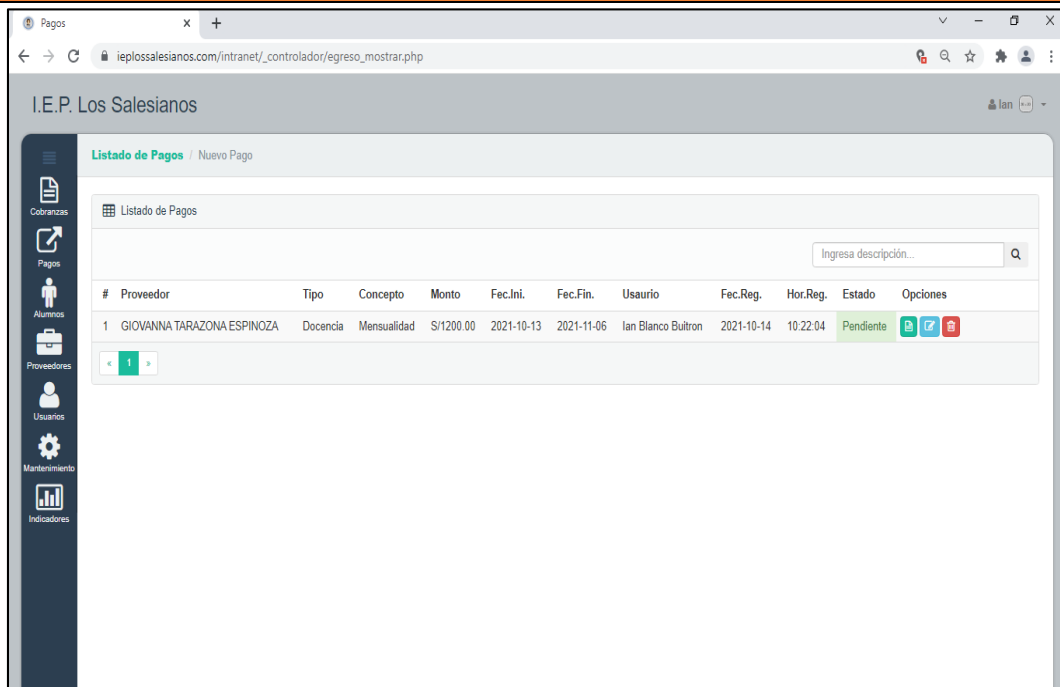 Pagos
ieplossalesianos.com/intranet/_controlador/egreso_mostrar.php
I.E.P. Los Salesianos
Ian
Listado de Pagos / Nuevo Pago
Cobranzas
Pagos
Alumnos
Proveedores
Usuarios
Mantenimiento
Indicadores
Listado de Pagos
Ingresa descripción...
# Proveedor Tipo Concepto Monto Fec.Ini. Fec.Fin. Usaurio Fec.Reg. Hor.Reg. Estado Opciones
1 GIOVANNA TARAZONA ESPINOZA Docencia Mensualidad S/1200.00 2021-10-13 2021-11-06 Ian Blanco Buitron 2021-10-14 10:22:04 Pendiente
« 1 »